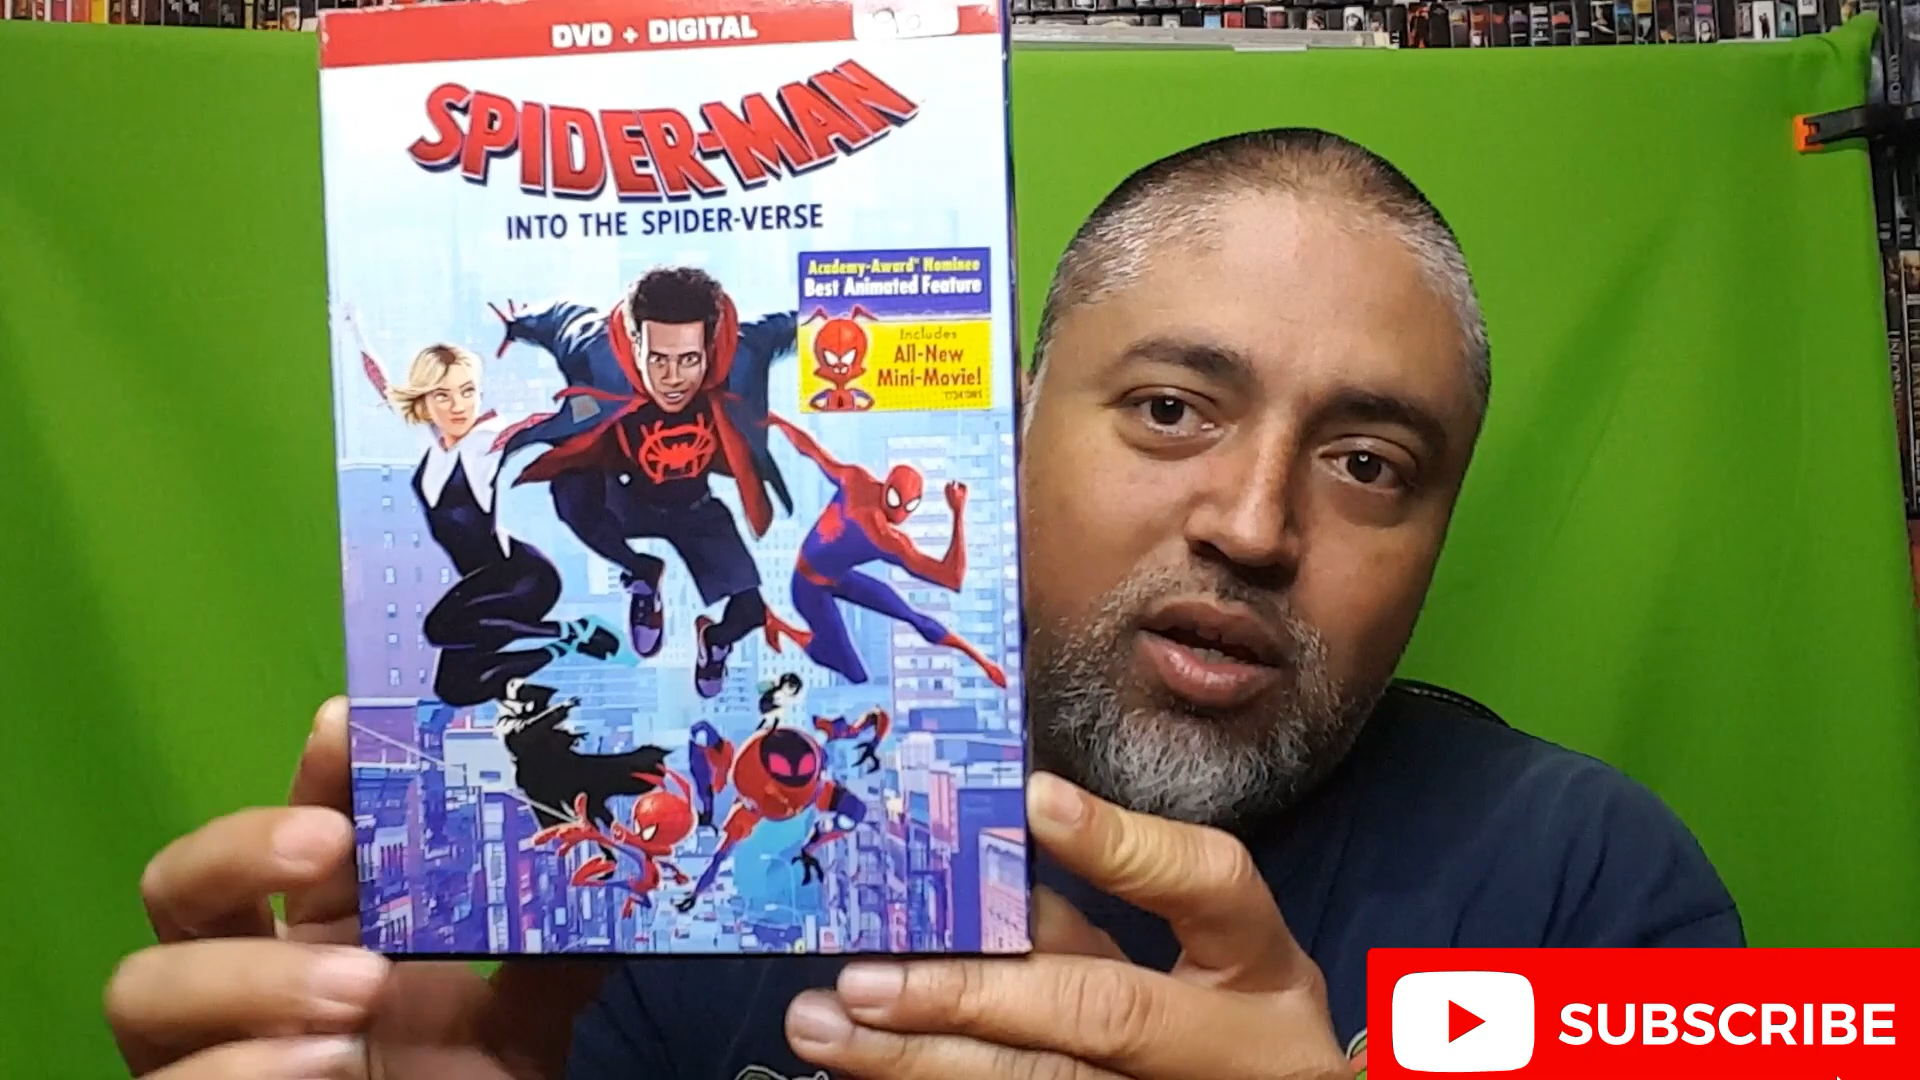 DVD + DIGITAL
SPIDER-MAN
INTO THE SPIDER-VERSE
Academy-Award™ Nominee
Best Animated Feature
Includes
All-New
Mini-Movie!
SUBSCRIBE